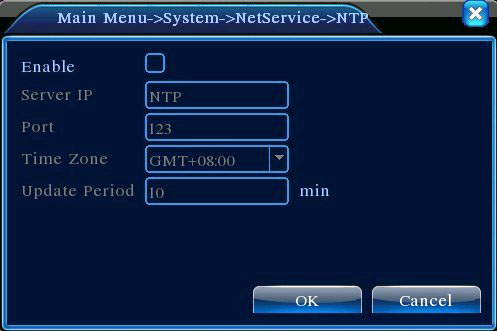 Main Menu->System->NetService->NTP
Enable
Server IP NTP
Port 123
Time Zone GMT+08:00
Update Period 10 min
OK Cancel